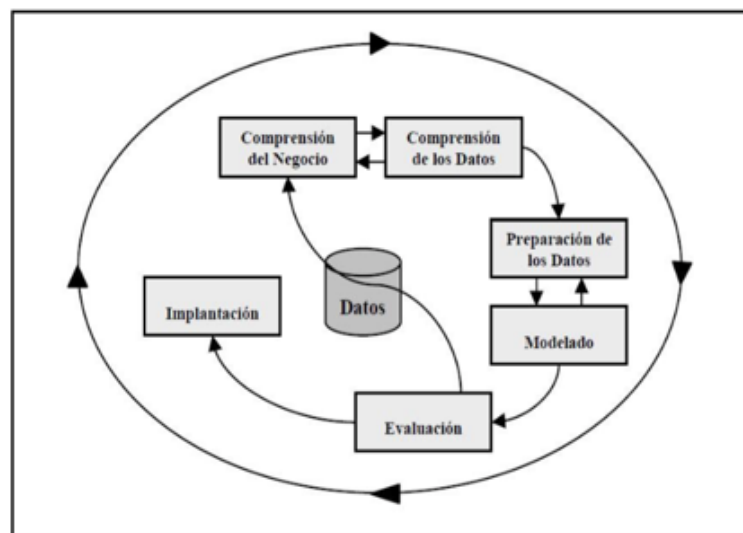 Comprensión
del Negocio
Comprensión
de los Datos
Preparación de
los Datos
Modelado
Evaluación
Implantación
Datos